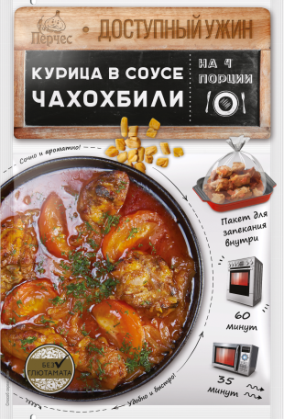 Перчес
• ДОСТУПНЫЙ УЖИН
КУРИЦА В СОУСЕ
ЧАХОХБИЛИ
НА 4
ПОРЦИИ
Сочно и ароматно!
Пакет для
запекания
внутри
60
минут
35
минут
Удобно и быстро!
БЕЗ
ГЛЮТАМАТА